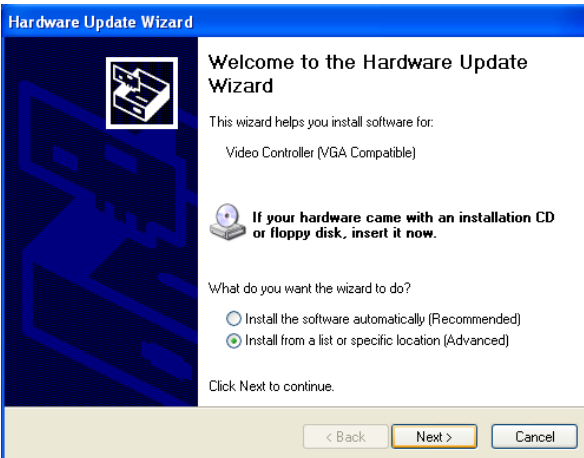 Hardware Update Wizard
Welcome to the Hardware Update
Wizard
This wizard helps you install software for:
Video Controller (VGA Compatible)
If your hardware came with an installation CD
or floppy disk, insert it now.
What do you want the wizard to do?
Install the software automatically (Recommended)
Install from a list or specific location (Advanced)
Click Next to continue.
< Back Next > Cancel